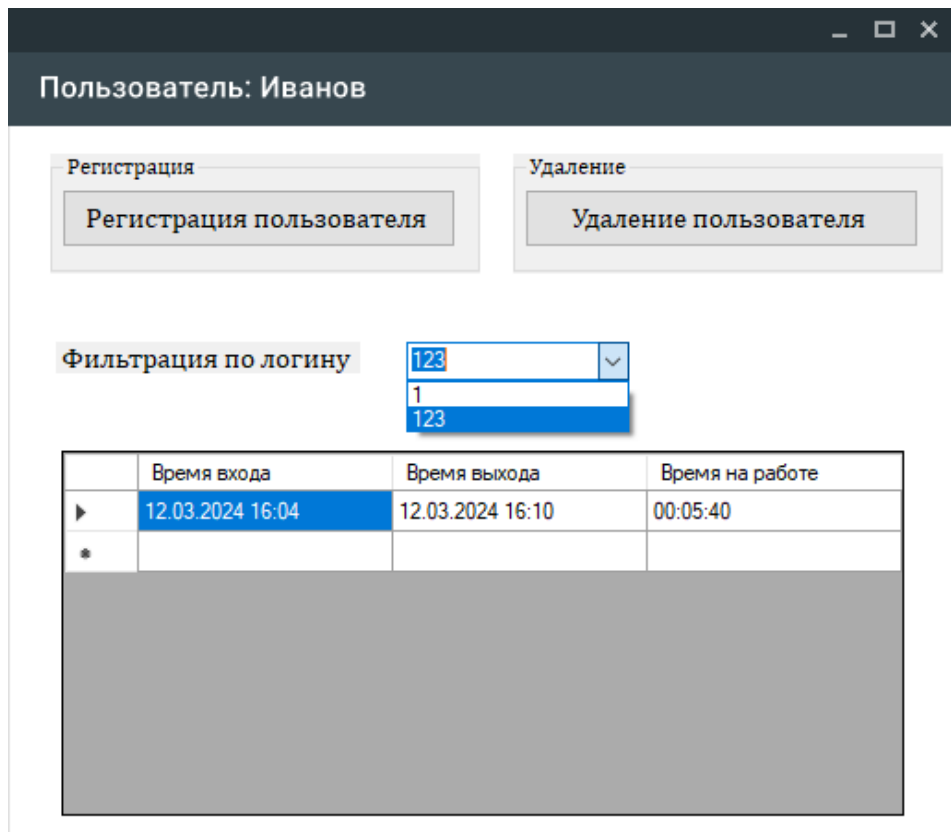 Пользователь: Иванов
Регистрация
Удаление
Регистрация пользователя
Удаление пользователя
Фильтрация по логину
123
1
123
Время входа
Время выхода
Время на работе
12.03.2024 16:04
12.03.2024 16:10
00:05:40